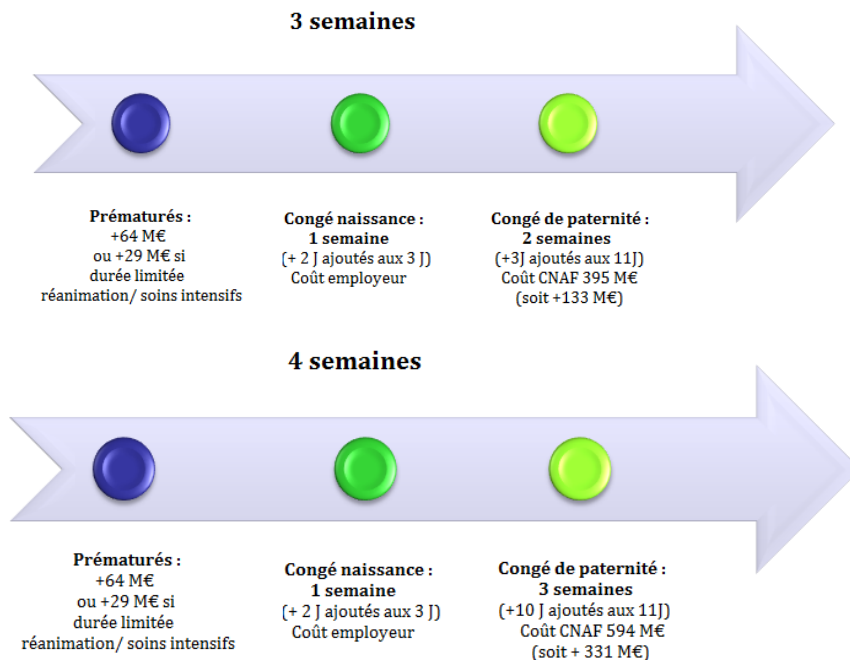 3 semaines
Prématurés :
+64 M€
ou +29 M€ si
durée limitée
réanimation/ soins intensifs
Congé naissance :
1 semaine
(+ 2 J ajoutés aux 3 J)
Coût employeur
Congé de paternité :
2 semaines
(+3J ajoutés aux 11J)
Coût CNAF 395 M€
(soit +133 M€)
4 semaines
Prématurés :
+64 M€
ou +29 M€ si
durée limitée
réanimation/ soins intensifs
Congé naissance :
1 semaine
(+ 2 J ajoutés aux 3 J)
Coût employeur
Congé de paternité :
3 semaines
(+10 J ajoutés aux 11J)
Coût CNAF 594 M€
(soit + 331 M€)